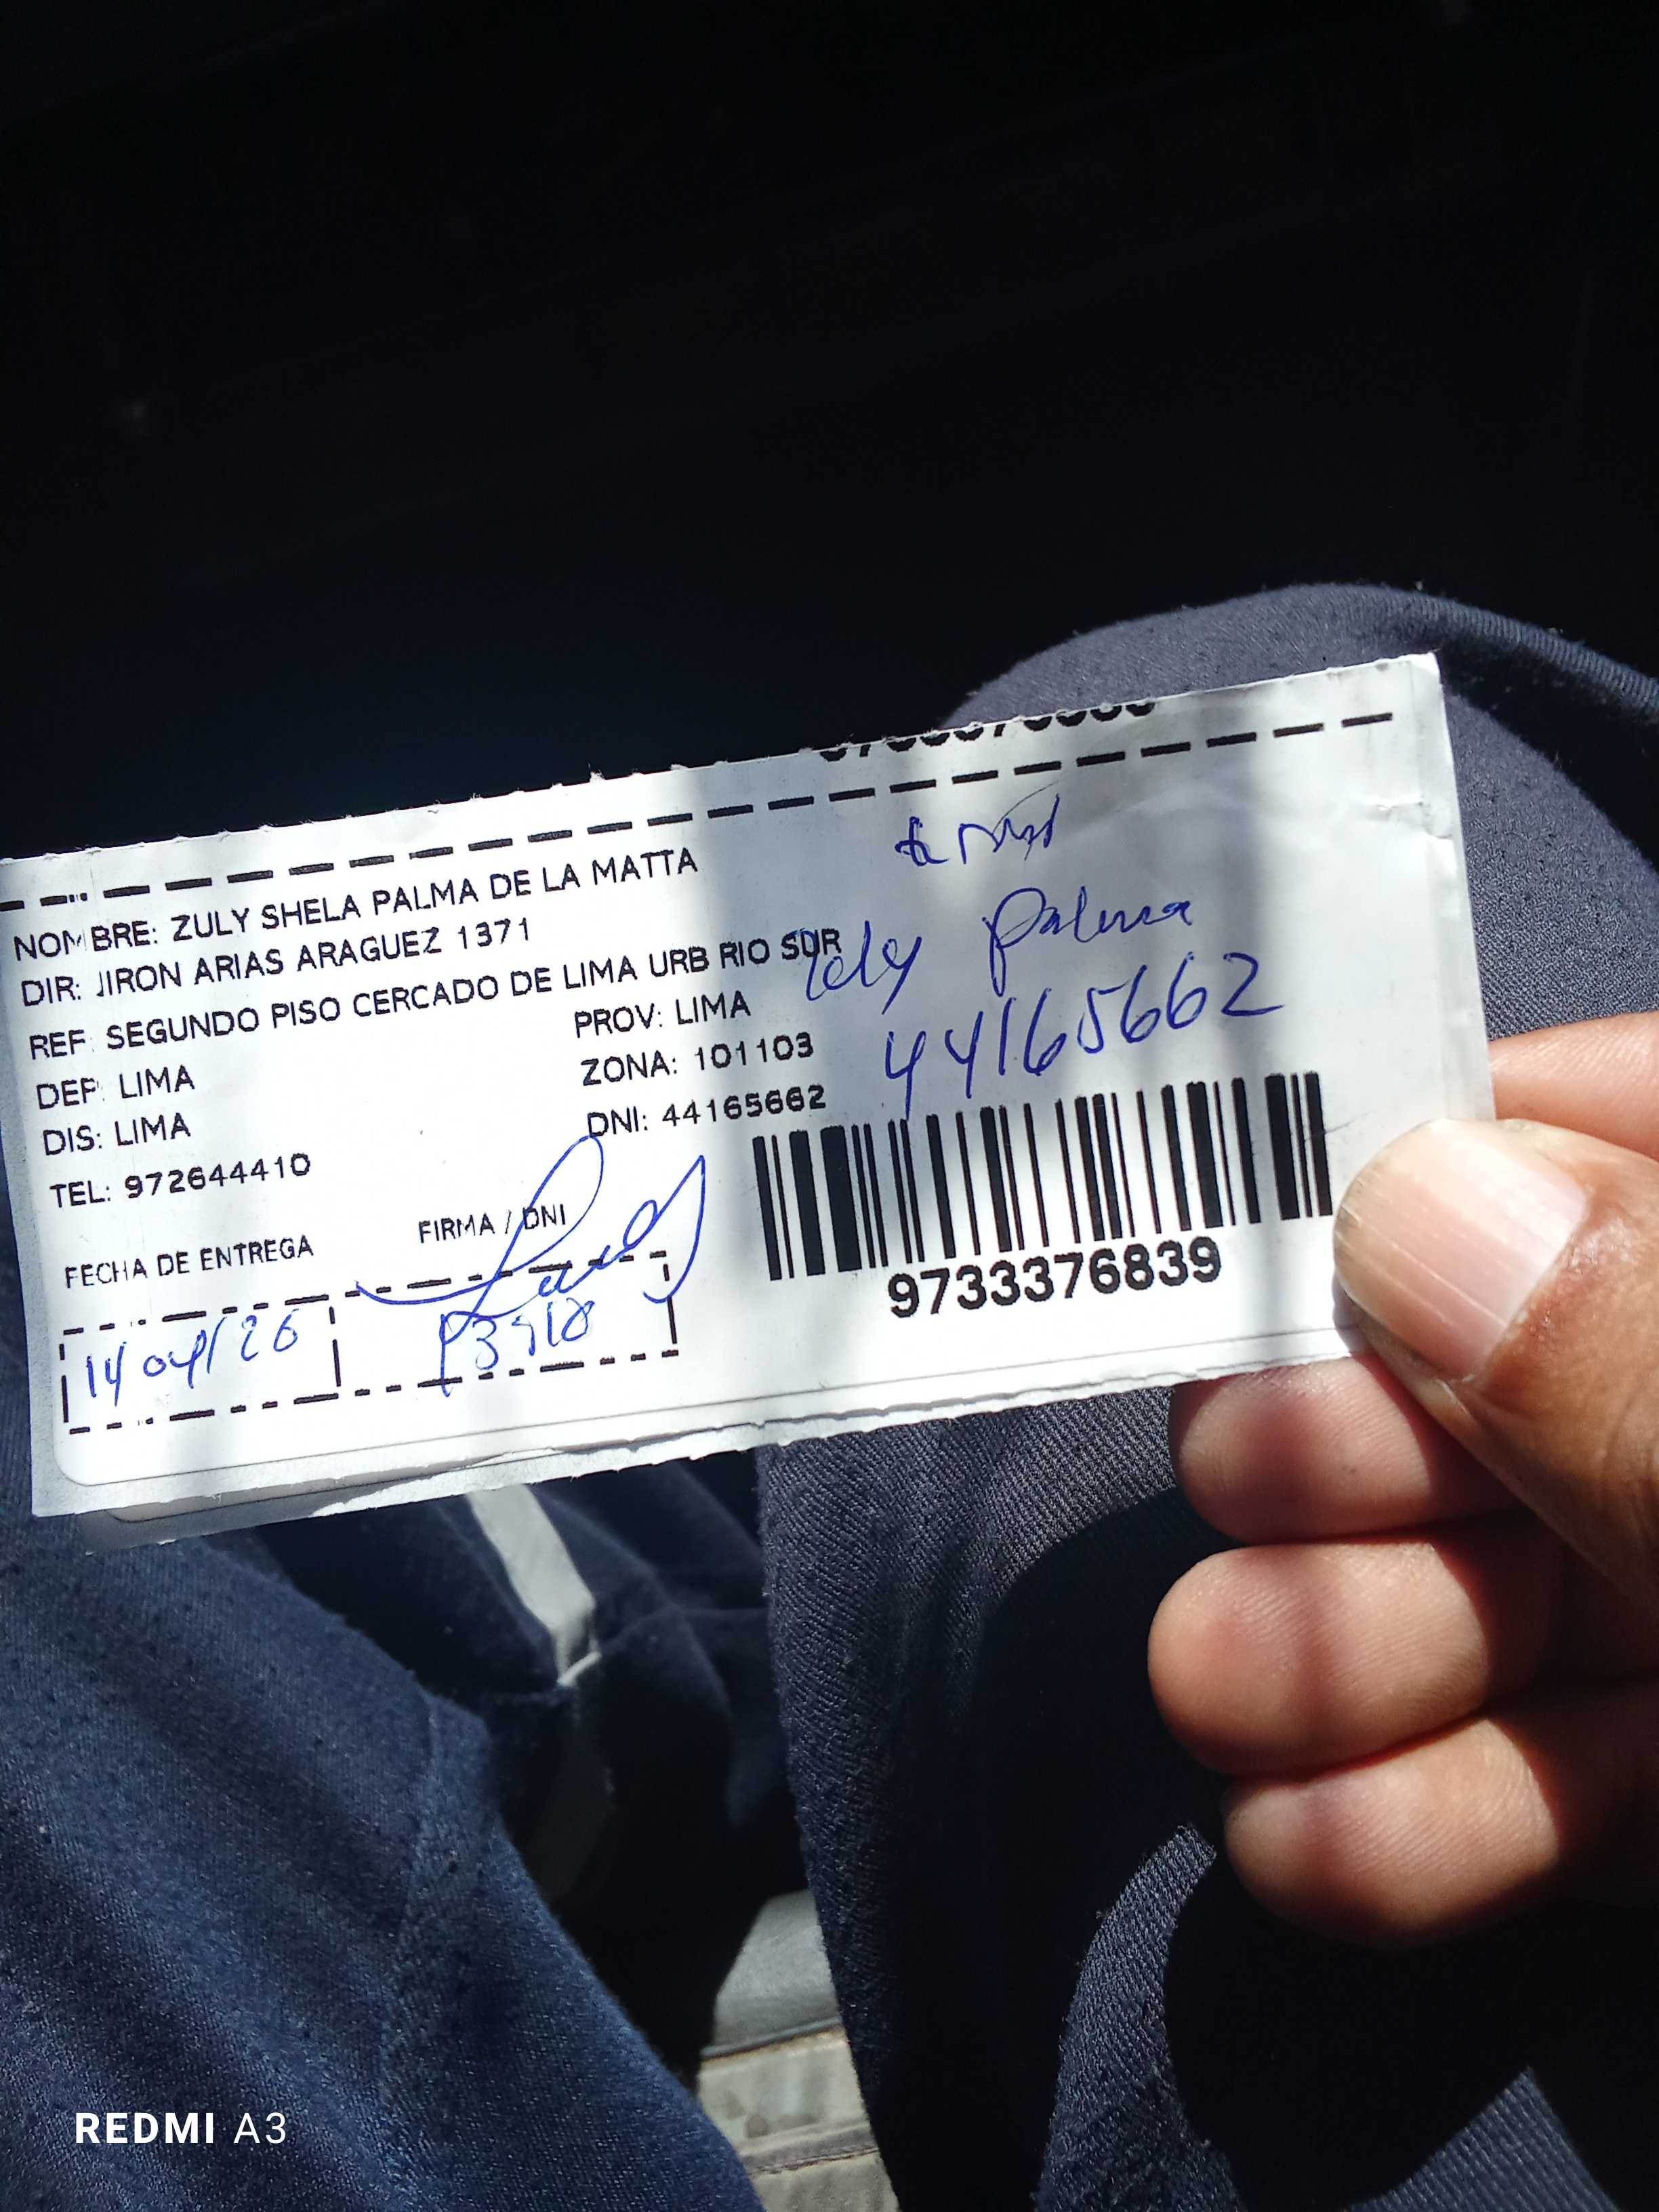 NOMBRE: ZULY SHELA PALMA DE LA MATTA
DIR: JIRON ARIAS ARAGUEZ 1371
REF: SEGUNDO PISO CERCADO DE LIMA URB RIO SUR
DEP: LIMA PROV: LIMA
DIS: LIMA ZONA: 101103
TEL: 972644410 DNI: 44165662
Palma
44165662
FECHA DE ENTREGA FIRMA / DNI
14/04/26
9733376839
REDMI A3